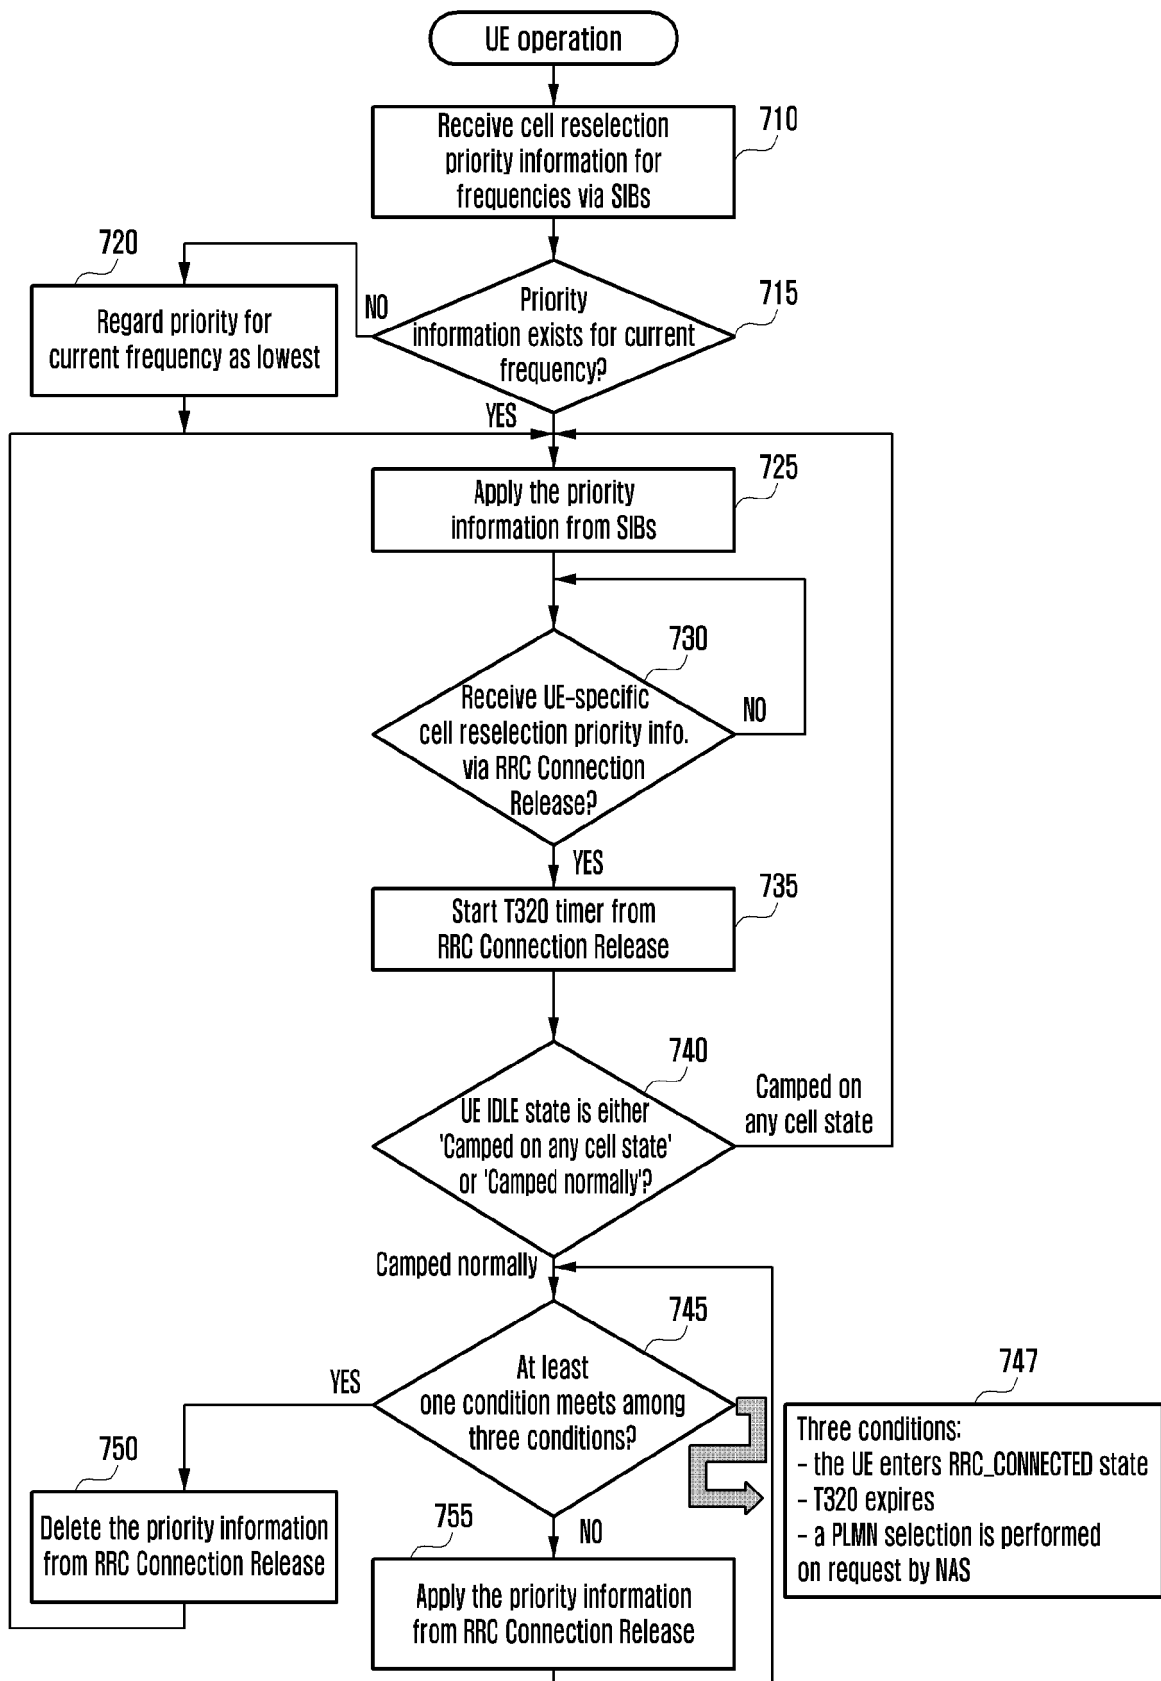 UE operation
Receive cell reselection
priority information for
frequencies via SIBs
710
720
Regard priority for
current frequency as lowest
NO
Priority
information exists for current
frequency?
715
YES
Apply the priority
information from SIBs
725
730
Receive UE-specific
cell reselection priority info.
via RRC Connection
Release?
NO
YES
735
Start T320 timer from
RRC Connection Release
740
UE IDLE state is either
'Camped on any cell state'
or 'Camped normally'?
Camped on
any cell state
Camped normally
745
At least
one condition meets among
three conditions?
YES
747
Three conditions:
- the UE enters RRC_CONNECTED state
- T320 expires
- a PLMN selection is performed
on request by NAS
750
Delete the priority information
from RRC Connection Release
NO
755
Apply the priority information
from RRC Connection Release